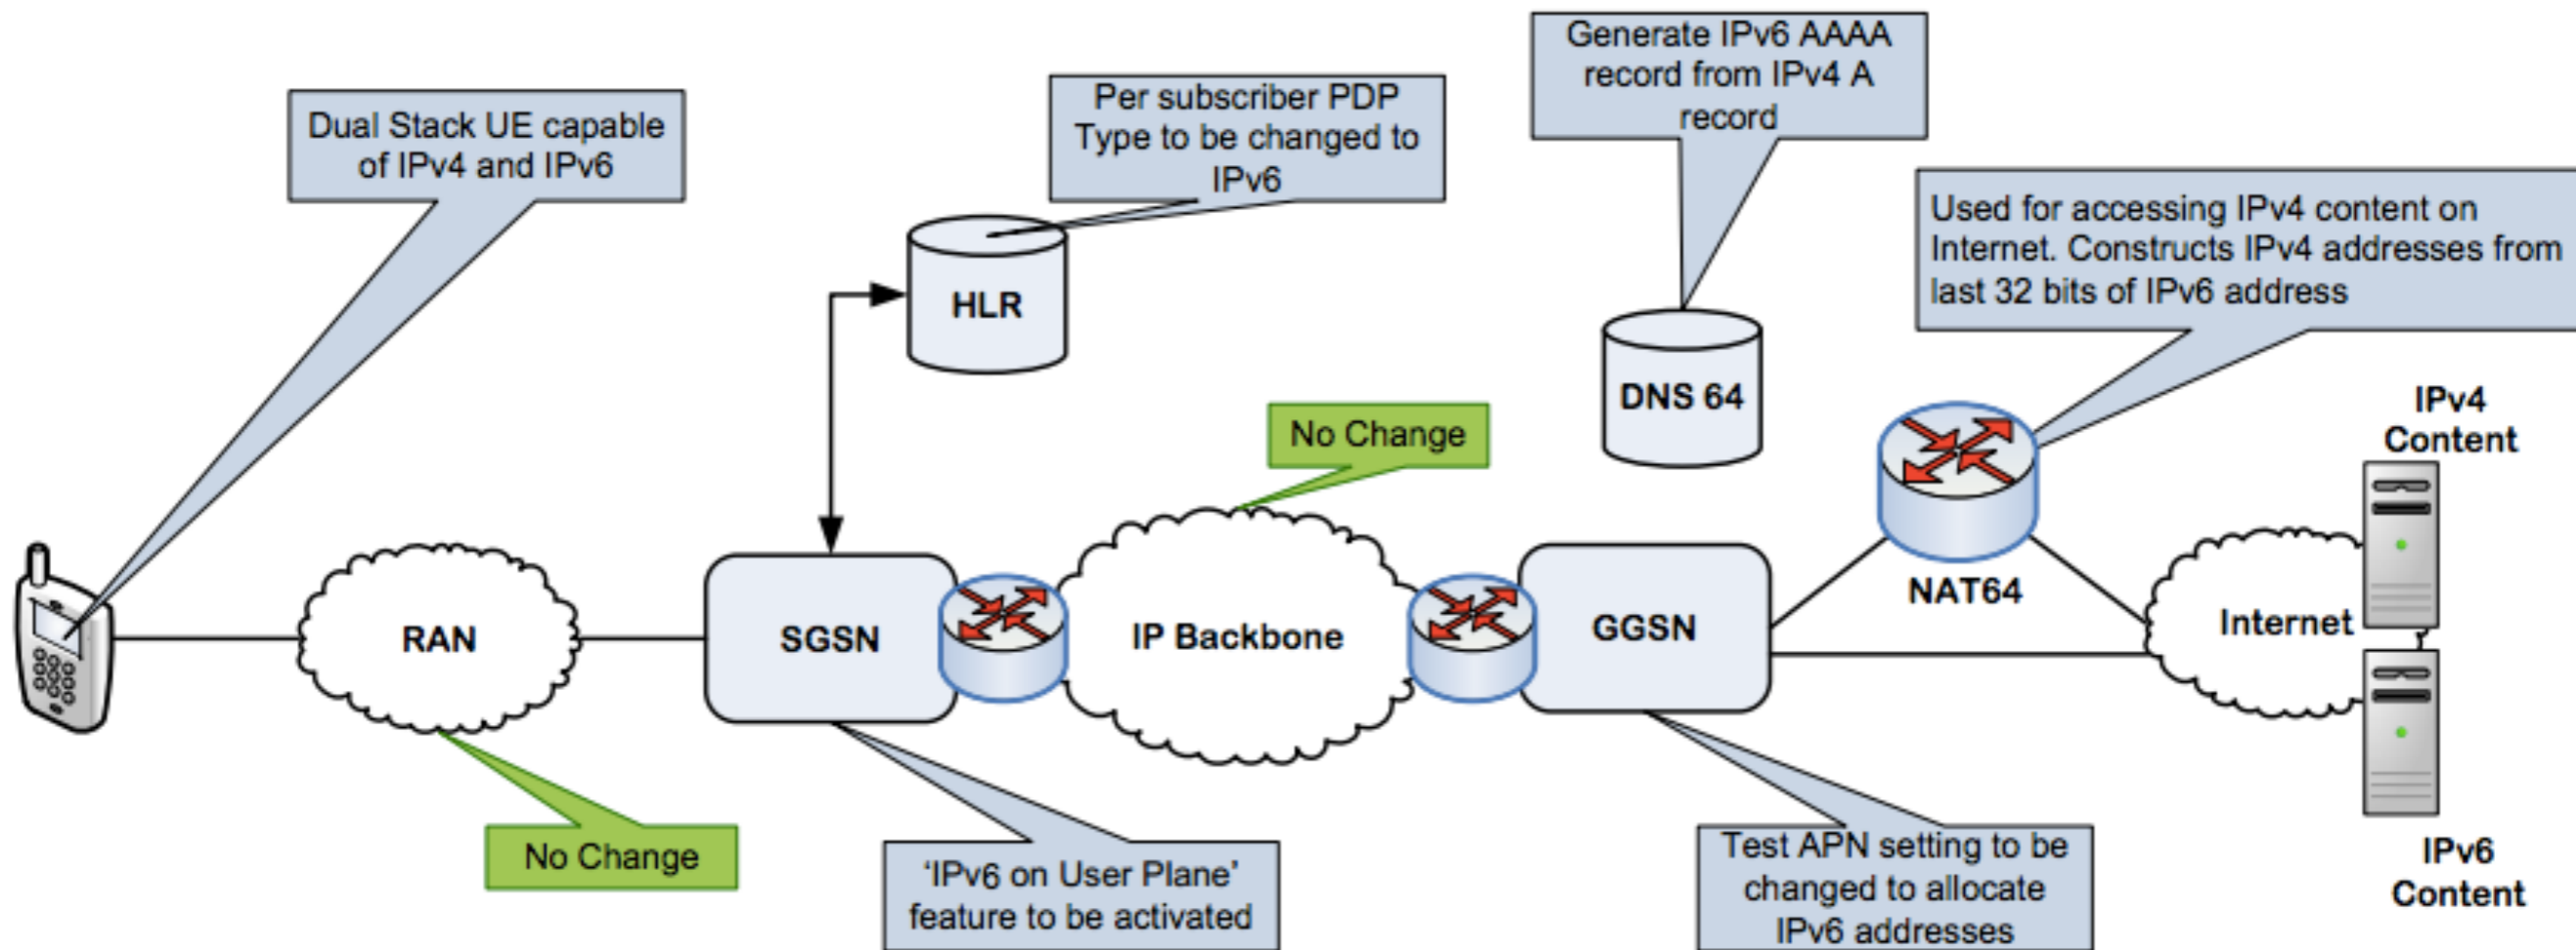 Generate IPv6 AAAA
record from IPv4 A
record
Per subscriber PDP
Type to be changed to
IPv6
Dual Stack UE capable
of IPv4 and IPv6
Used for accessing IPv4 content on
Internet. Constructs IPv4 addresses from
last 32 bits of IPv6 address
HLR
DNS 64
IPv4
Content
No Change
NAT64
RAN
SGSN
IP Backbone
GGSN
Internet
No Change
'IPv6 on User Plane'
feature to be activated
Test APN setting to be
changed to allocate
IPv6 addresses
IPv6
Content